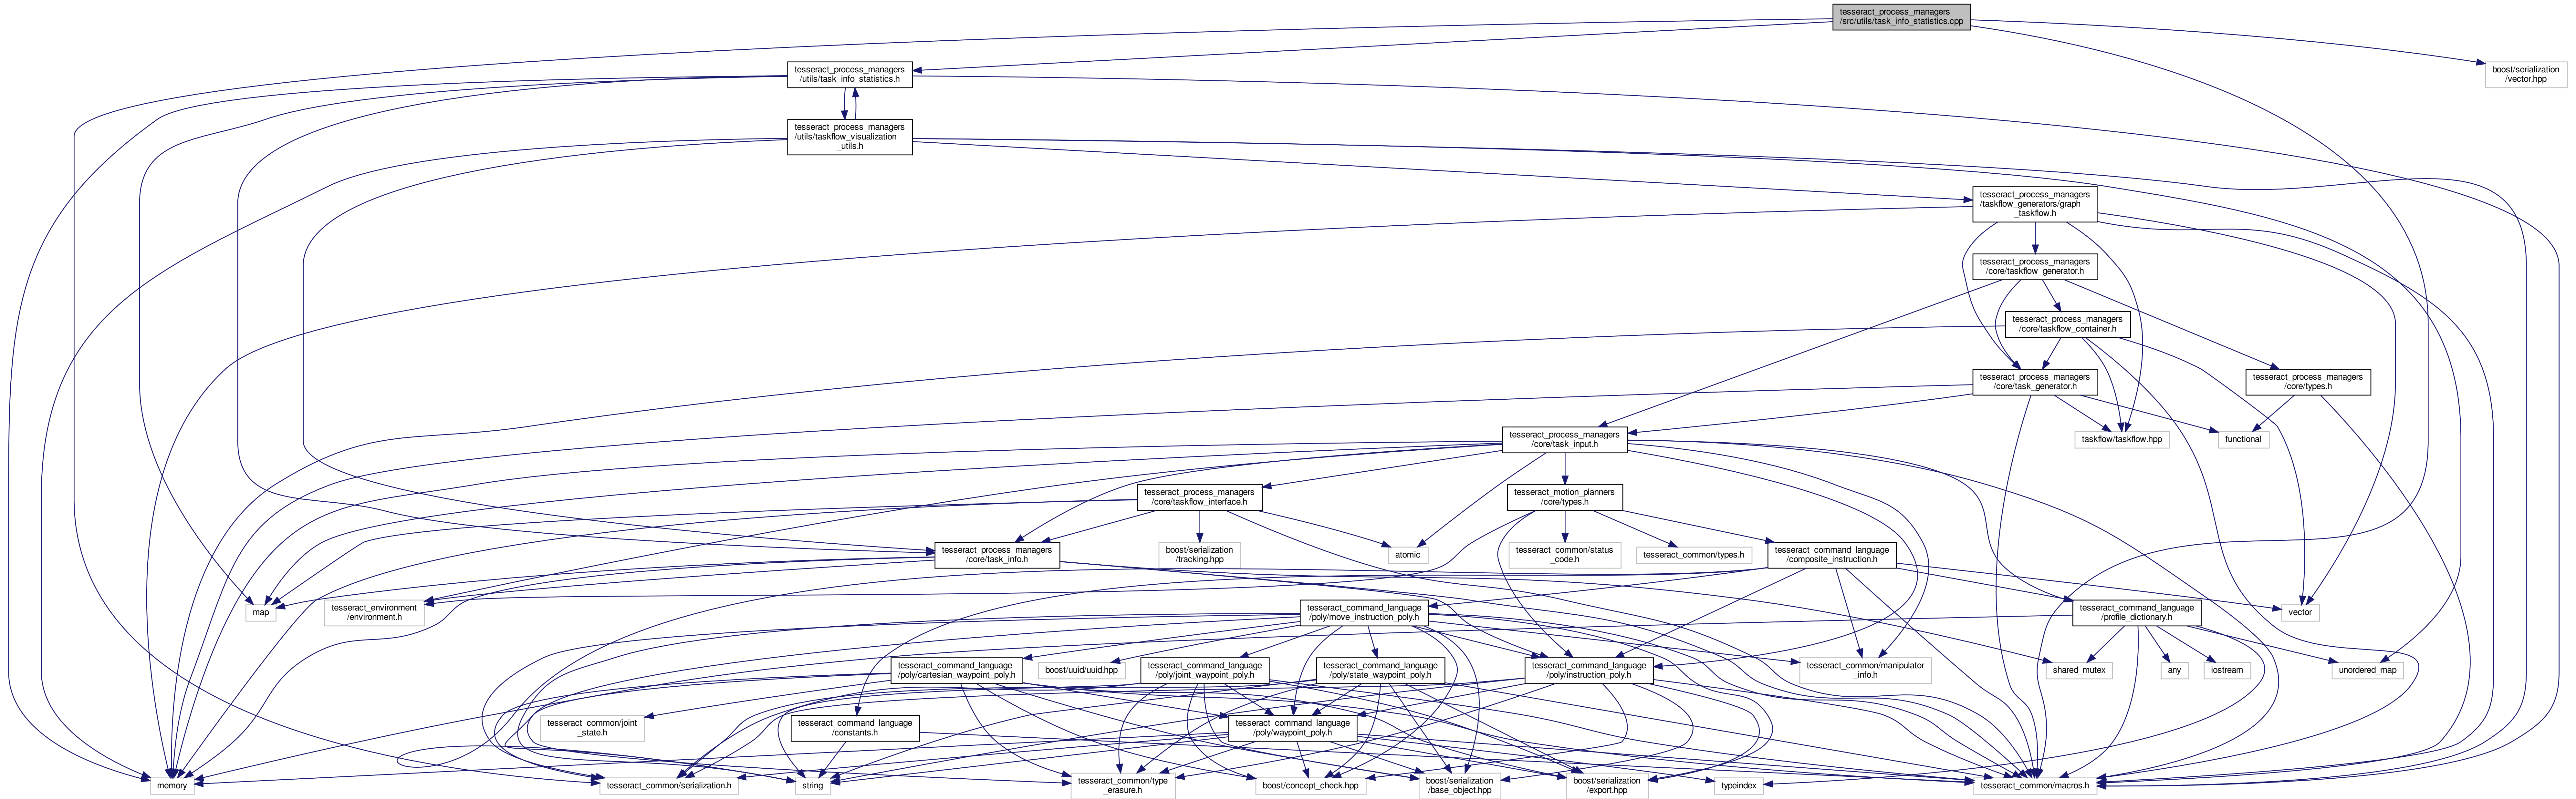 tesseract_process_managers
/src/utils/task_info_statistics.cpp
tesseract_process_managers
/utils/task_info_statistics.h
boost/serialization
/vector.hpp
tesseract_process_managers
/utils/taskflow_visualization
_utils.h
tesseract_process_managers
/taskflow_generators/graph
_taskflow.h
tesseract_process_managers
/core/taskflow_generator.h
tesseract_process_managers
/core/taskflow_container.h
tesseract_process_managers
/core/task_generator.h
tesseract_process_managers
/core/types.h
tesseract_process_managers
/core/task_input.h
taskflow/taskflow.hpp
functional
tesseract_process_managers
/core/taskflow_interface.h
tesseract_motion_planners
/core/types.h
tesseract_process_managers
/core/task_info.h
boost/serialization
/tracking.hpp
atomic
tesseract_common/status
_code.h
tesseract_common/types.h
tesseract_command_language
/composite_instruction.h
map
tesseract_environment
/environment.h
tesseract_command_language
/poly/move_instruction_poly.h
tesseract_command_language
/profile_dictionary.h
vector
tesseract_command_language
/poly/cartesian_waypoint_poly.h
boost/uuid/uuid.hpp
tesseract_command_language
/poly/joint_waypoint_poly.h
tesseract_command_language
/poly/state_waypoint_poly.h
tesseract_command_language
/poly/instruction_poly.h
tesseract_common/manipulator
_info.h
shared_mutex
any
iostream
unordered_map
tesseract_common/joint
_state.h
tesseract_command_language
/constants.h
tesseract_command_language
/poly/waypoint_poly.h
memory
tesseract_common/serialization.h
string
tesseract_common/type
_erasure.h
boost/concept_check.hpp
boost/serialization
/base_object.hpp
boost/serialization
/export.hpp
typeindex
tesseract_common/macros.h